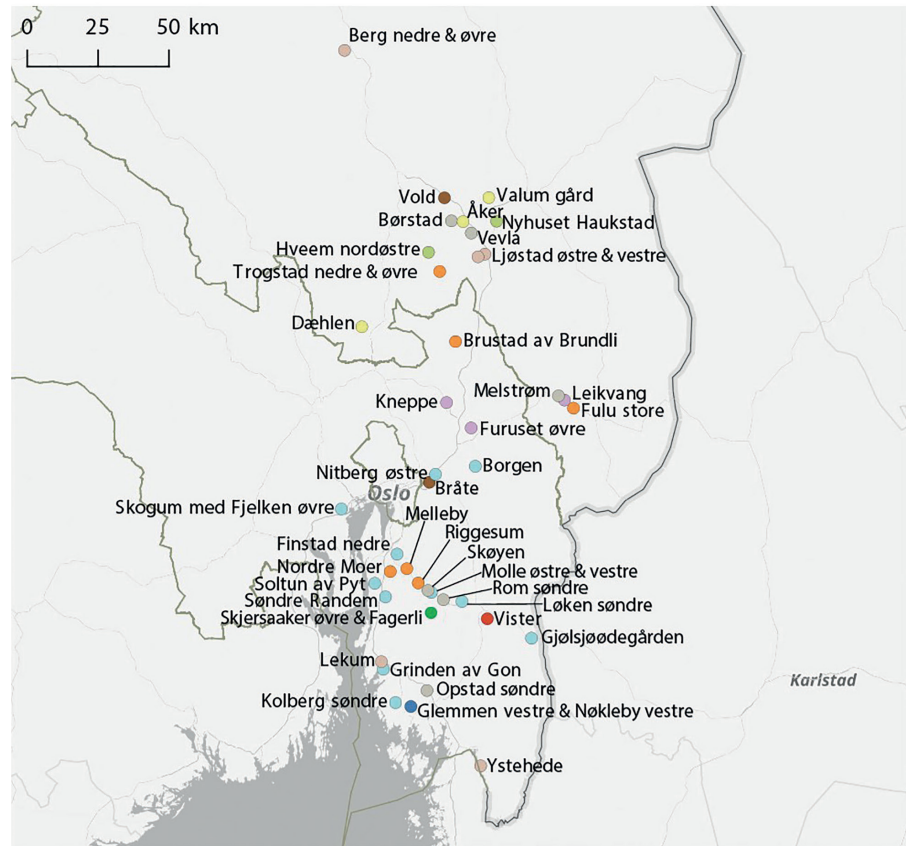 0 25 50 km
Berg nedre & øvre
Vold
Valum gård
Åker
Børstad
Nyhuset Haukstad
Vevla
Hveem nordøstre
Ljøstad østre & vestre
Trogstad nedre & øvre
Dæhlen
Brustad av Brundli
Melstrøm
Leikvang
Kneppe
Fulu store
Furuset øvre
Nitberg østre
Borgen
Bråte
Oslo
Skogum med Fjelken øvre
Melleby
Riggesum
Finstad nedre
Skøyen
Nordre Moer
Molle østre & vestre
Soltun av Pyt
Rom søndre
Søndre Randem
Løken søndre
Skjersaaker øvre & Fagerli
Vister
Gjølsjøødegården
Lekum
Grinden av Gon
Karlstad
Opstad søndre
Kolberg søndre
Glemmen vestre & Nøkleby vestre
Ystehede